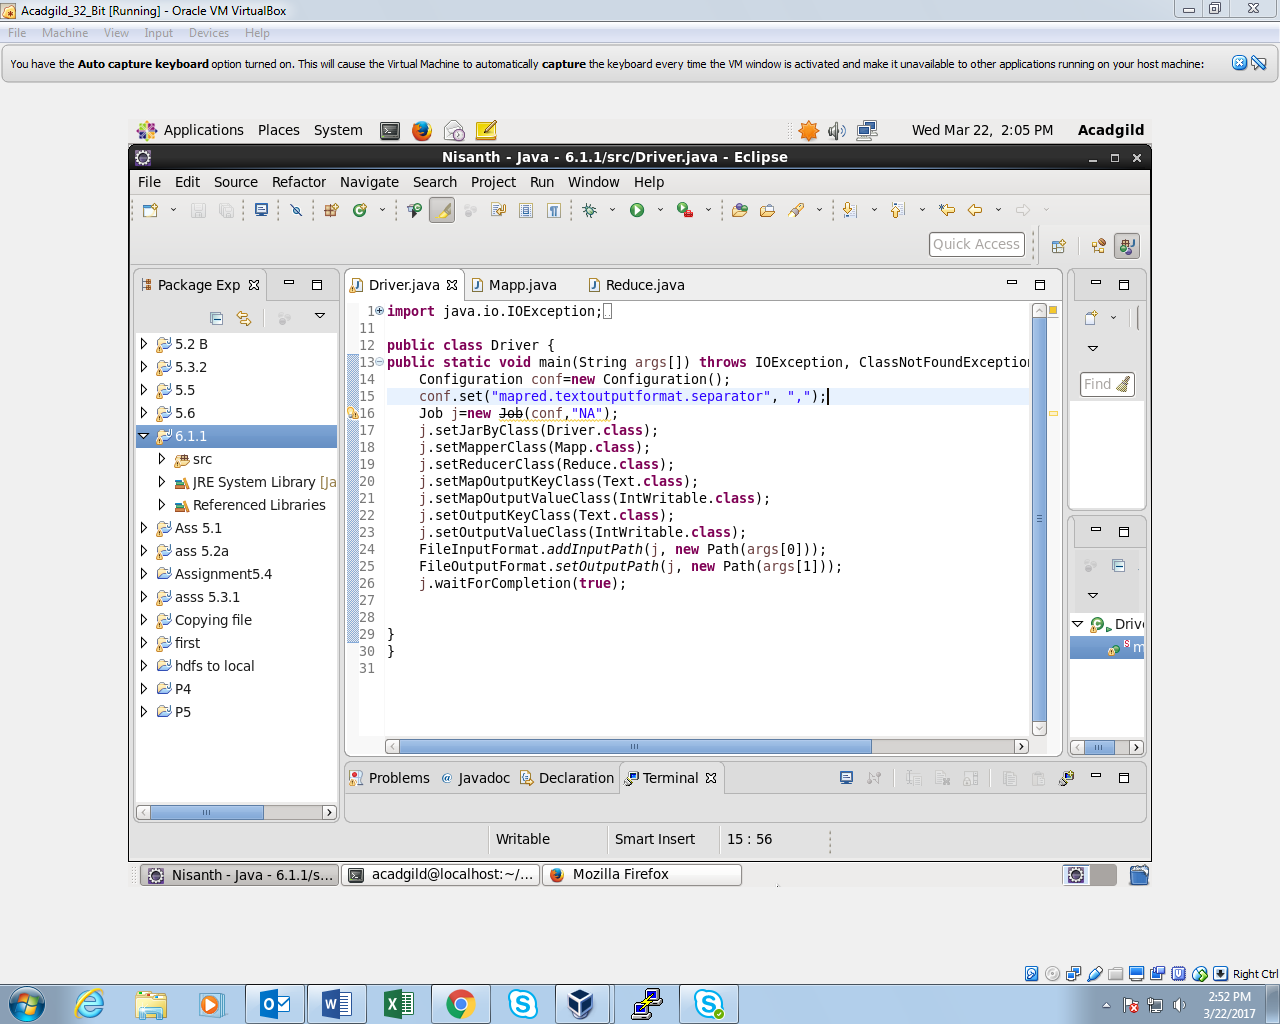 Acadgild_32_Bit [Running] - Oracle VM VirtualBox
File Machine View Input Devices Help
You have the Auto capture keyboard option turned on. This will cause the Virtual Machine to automatically capture the keyboard every time the VM window is activated and make it unavailable to other applications running on your host machine:
Applications Places System Wed Mar 22, 2:05 PM Acadgild
Nisanth - Java - 6.1.1/src/Driver.java - Eclipse
File Edit Source Refactor Navigate Search Project Run Window Help
Quick Access
Package Exp
5.2 B
5.3.2
5.5
5.6
6.1.1
src
JRE System Library [Ja
Referenced Libraries
Ass 5.1
ass 5.2a
Assignment5.4
asss 5.3.1
Copying file
first
hdfs to local
P4
P5
Driver.java Mapp.java Reduce.java
1 import java.io.IOException;
11
12 public class Driver {
13 public static void main(String args[]) throws IOException, ClassNotFoundException
14 Configuration conf=new Configuration();
15 conf.set("mapred.textoutputformat.separator", ",");
16 Job j=new Job(conf,"NA");
17 j.setJarByClass(Driver.class);
18 j.setMapperClass(Mapp.class);
19 j.setReducerClass(Reduce.class);
20 j.setMapOutputKeyClass(Text.class);
21 j.setMapOutputValueClass(IntWritable.class);
22 j.setOutputKeyClass(Text.class);
23 j.setOutputValueClass(IntWritable.class);
24 FileInputFormat.addInputPath(j, new Path(args[0]));
25 FileOutputFormat.setOutputPath(j, new Path(args[1]));
26 j.waitForCompletion(true);
27
28
29 }
30 }
31
Find
Drive
m
Problems Javadoc Declaration Terminal
Writable Smart Insert 15 : 56
Nisanth - Java - 6.1.1/s... acadgild@localhost:~/... Mozilla Firefox
Right Ctrl
2:52 PM
3/22/2017